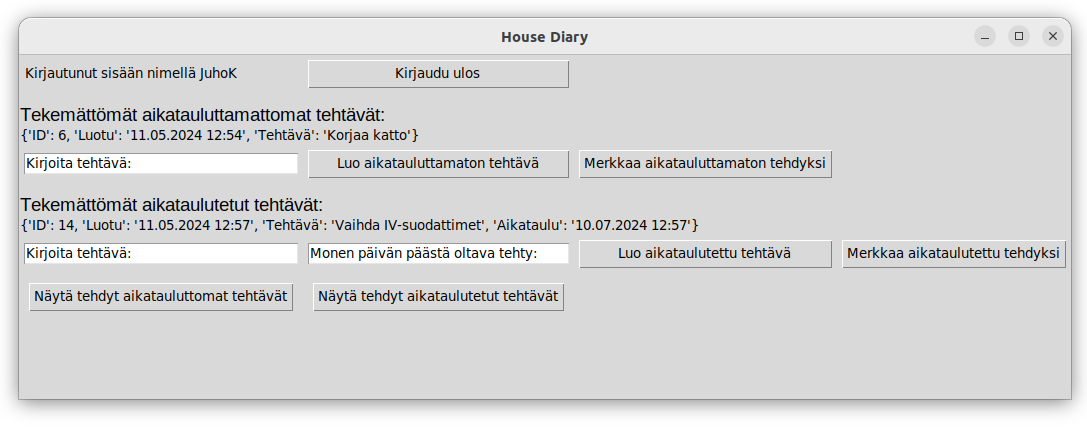 House Diary
Kirjautunut sisään nimellä JuhoK Kirjaudu ulos
Tekemättömät aikatauluttamattomat tehtävät:
{'ID': 6, 'Luotu': '11.05.2024 12:54', 'Tehtävä': 'Korjaa katto'}
Kirjoita tehtävä: Luo aikatauluttamaton tehtävä Merkkaa aikatauluttamaton tehdyksi
Tekemättömät aikataulutetut tehtävät:
{'ID': 14, 'Luotu': '11.05.2024 12:57', 'Tehtävä': 'Vaihda IV-suodattimet', 'Aikataulu': '10.07.2024 12:57'}
Kirjoita tehtävä: Monen päivän päästä oltava tehty: Luo aikataulutettu tehtävä Merkkaa aikataulutettu tehdyksi
Näytä tehdyt aikatauluttomat tehtävät Näytä tehdyt aikataulutetut tehtävät